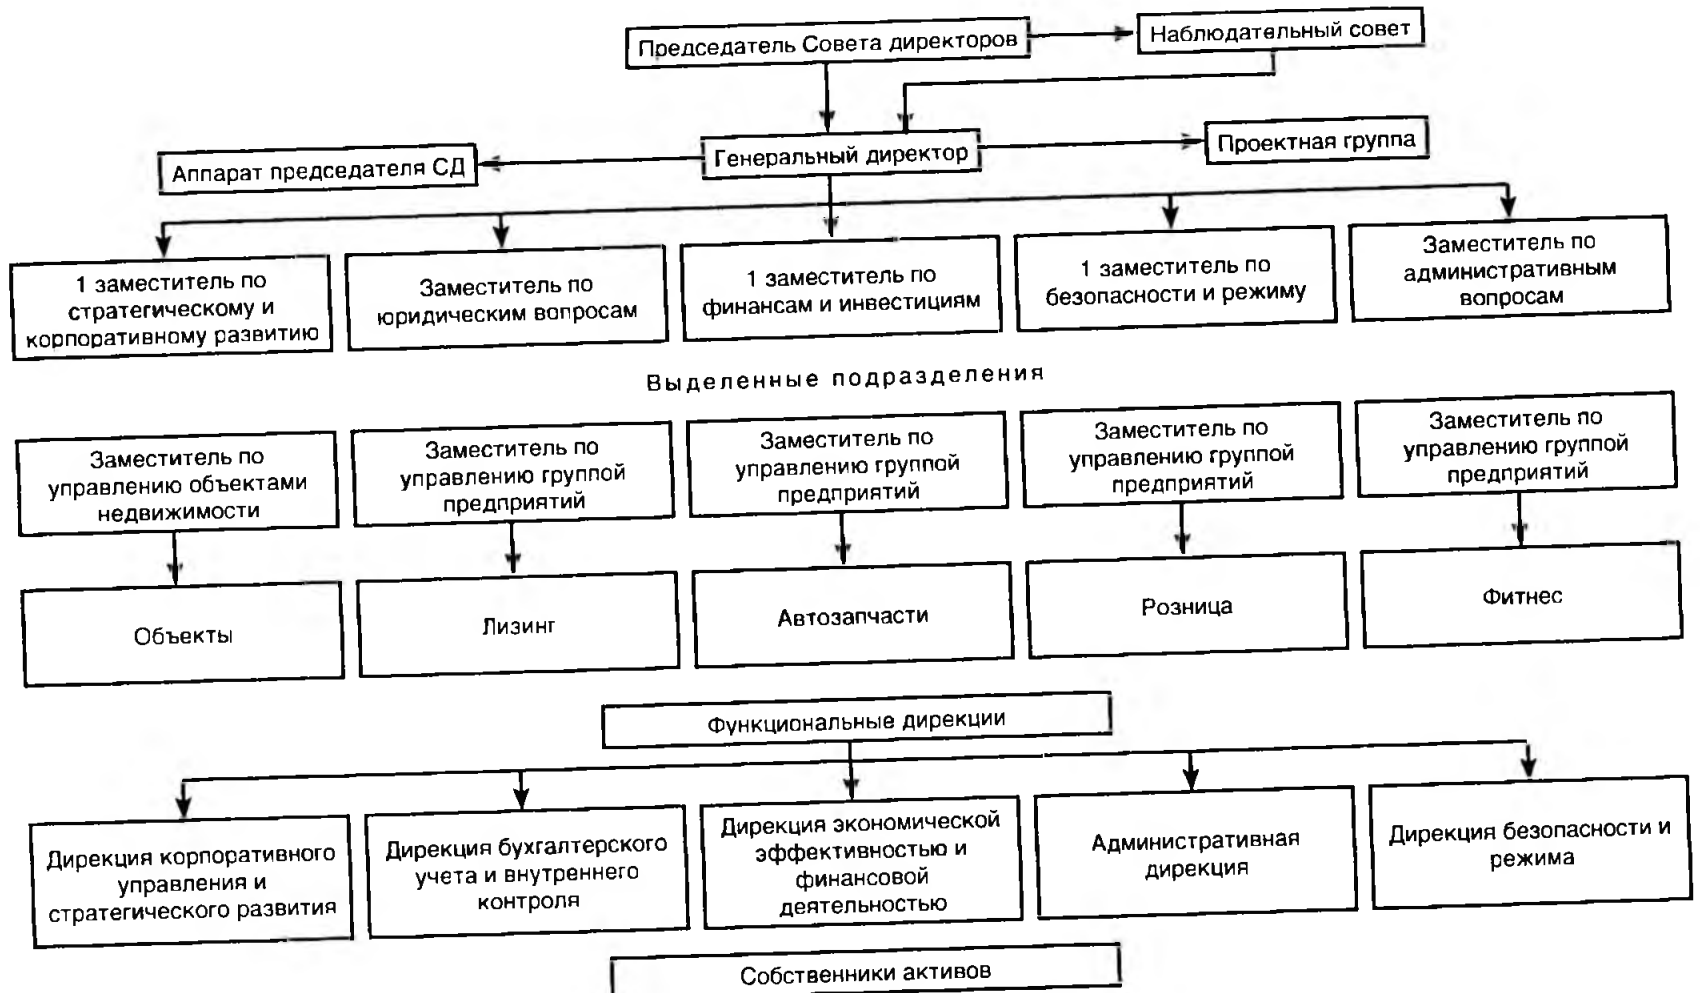 Председатель Совета директоров
Наблюдательный совет
Аппарат председателя СД
Генеральный директор
Проектная группа
1 заместитель по
стратегическому и
корпоративному развитию
Заместитель по
юридическим вопросам
1 заместитель по
финансам и инвестициям
1 заместитель по
безопасности и режиму
Заместитель по
административным
вопросам
Выделенные подразделения
Заместитель по
управлению объектами
недвижимости
Заместитель по
управлению группой
предприятий
Заместитель по
управлению группой
предприятий
Заместитель по
управлению группой
предприятий
Заместитель по
управлению группой
предприятий
Объекты
Лизинг
Автозапчасти
Розница
Фитнес
Функциональные дирекции
Дирекция корпоративного
управления и
стратегического развития
Дирекция бухгалтерского
учета и внутреннего
контроля
Дирекция экономической
эффективностью и
финансовой
деятельностью
Административная
дирекция
Дирекция безопасности и
режима
Собственники активов